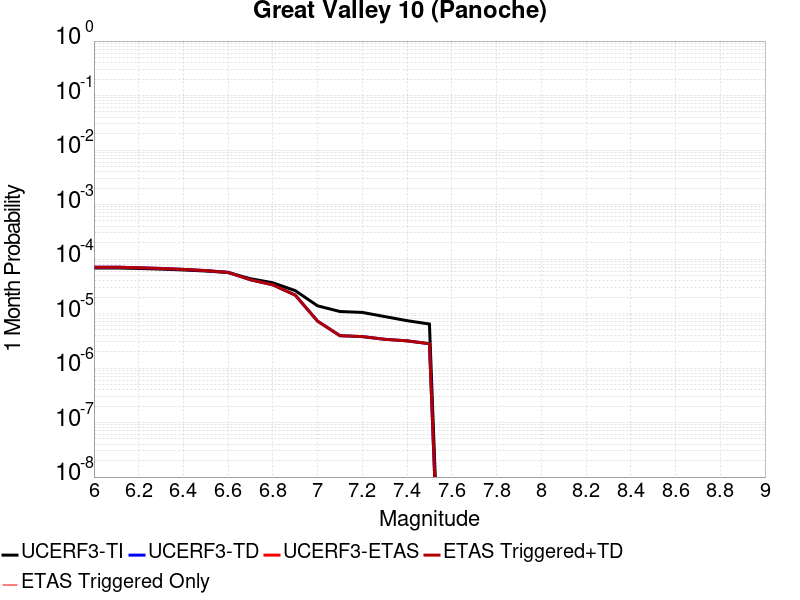 Great Valley 10 (Panoche)
10^0
10^-1
10^-2
10^-3
10^-4
10^-5
10^-6
10^-7
10^-8
1 Month Probability
6 6.2 6.4 6.6 6.8 7 7.2 7.4 7.6 7.8 8 8.2 8.4 8.6 8.8 9
Magnitude
UCERF3-TI UCERF3-TD UCERF3-ETAS ETAS Triggered+TD
ETAS Triggered Only